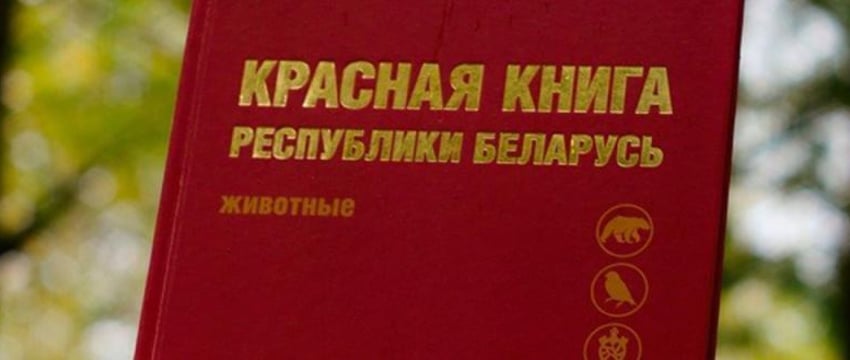 КРАСНАЯ КНИГА
РЕСПУБЛИКИ БЕЛАРУСЬ
животные